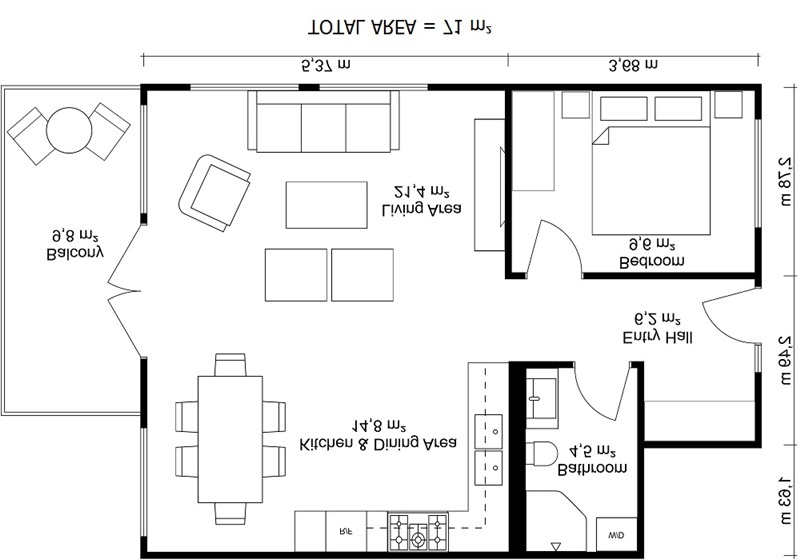 TOTAL AREA = 71 m²
5,37 m
3,68 m
2,78 m
21,4 m²
Living Area
9,8 m²
Balcony
9,6 m²
Bedroom
6,2 m²
Entry Hall
2,49 m
14,8 m²
Kitchen & Dining Area
4,5 m²
Bathroom
1,63 m
R/F
W/D